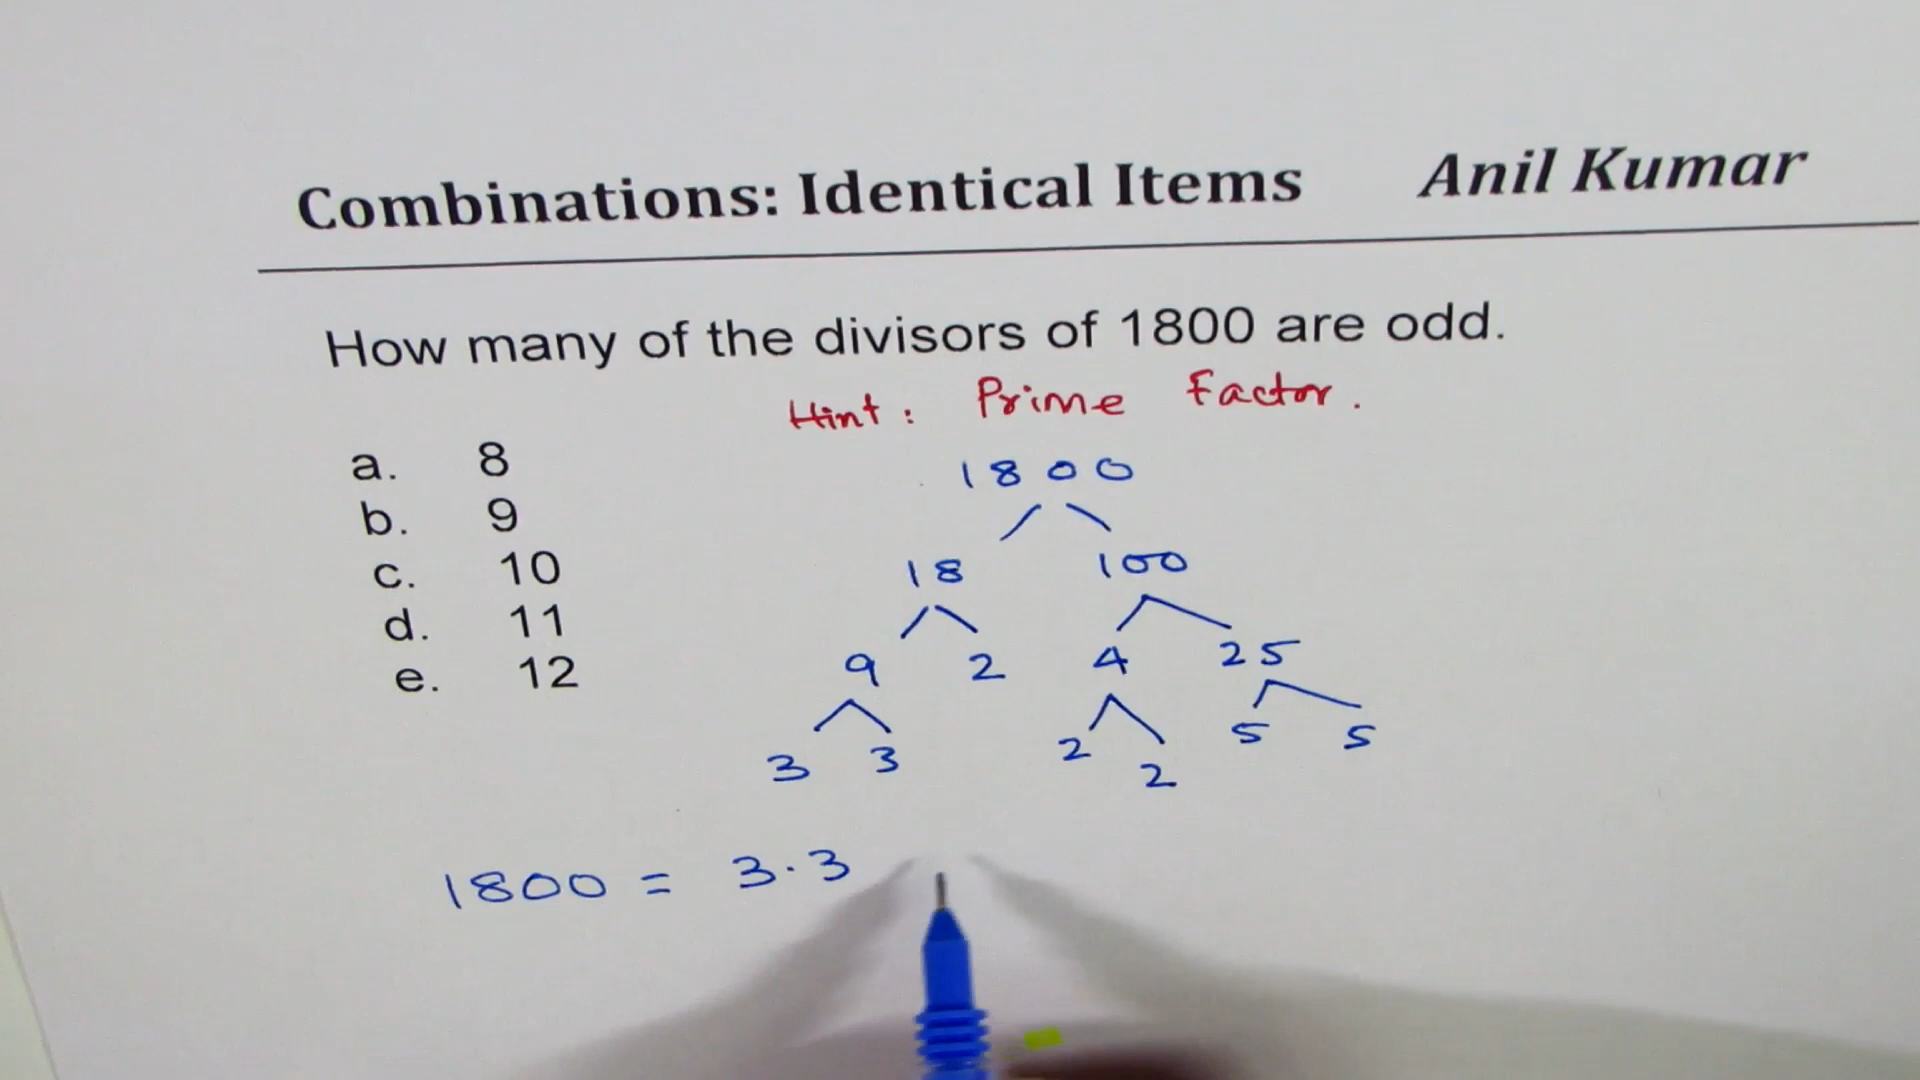 Combinations: Identical Items Anil Kumar
How many of the divisors of 1800 are odd.
Hint: Prime Factor.
a. 8
b. 9
c. 10
d. 11
e. 12
1800
18 100
9 2 4 25
3 3 2 2 5 5
1800 = 3.3